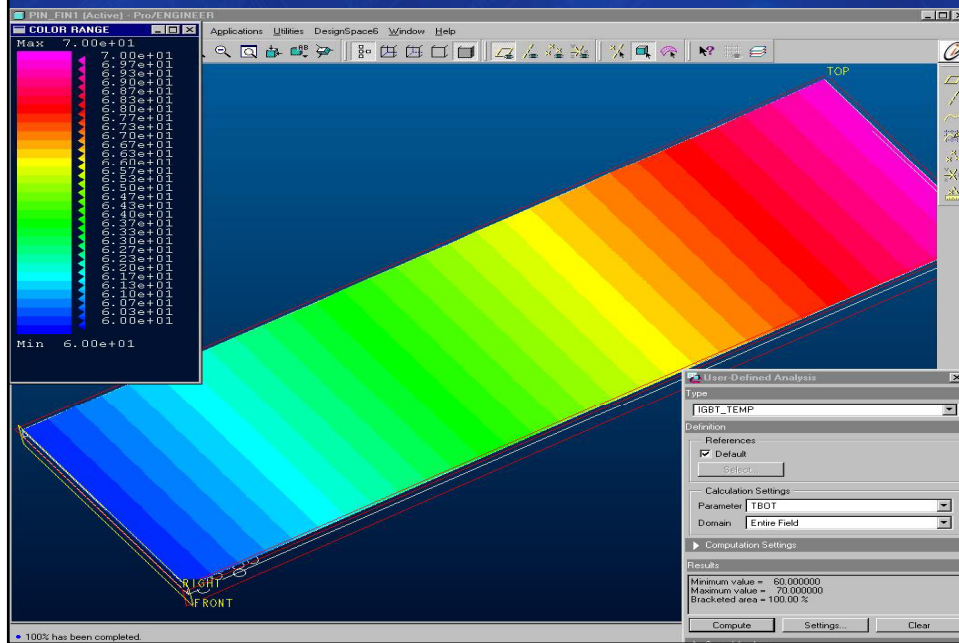 PIN_FIN1 (Active) - Pro/ENGINEER
COLOR RANGE
Applications Utilities DesignSpace6 Window Help
Max 7.00e+01
7.00e+01
6.97e+01
6.93e+01
6.90e+01
6.87e+01
6.83e+01
6.80e+01
6.77e+01
6.73e+01
6.70e+01
6.67e+01
6.63e+01
6.60e+01
6.57e+01
6.53e+01
6.50e+01
6.47e+01
6.43e+01
6.40e+01
6.37e+01
6.33e+01
6.30e+01
6.27e+01
6.23e+01
6.20e+01
6.17e+01
6.13e+01
6.10e+01
6.07e+01
6.03e+01
6.00e+01
Min 6.00e+01
TOP
RIGHT
FRONT
User-Defined Analysis
Type
IGBT_TEMP
Definition
References
Default
Select...
Calculation Settings
Parameter TBOT
Domain Entire Field
Computation Settings
Results
Minimum value = 60.000000
Maximum value = 70.000000
Bracketed area = 100.00 %
Compute Settings... Clear
100% has been completed.